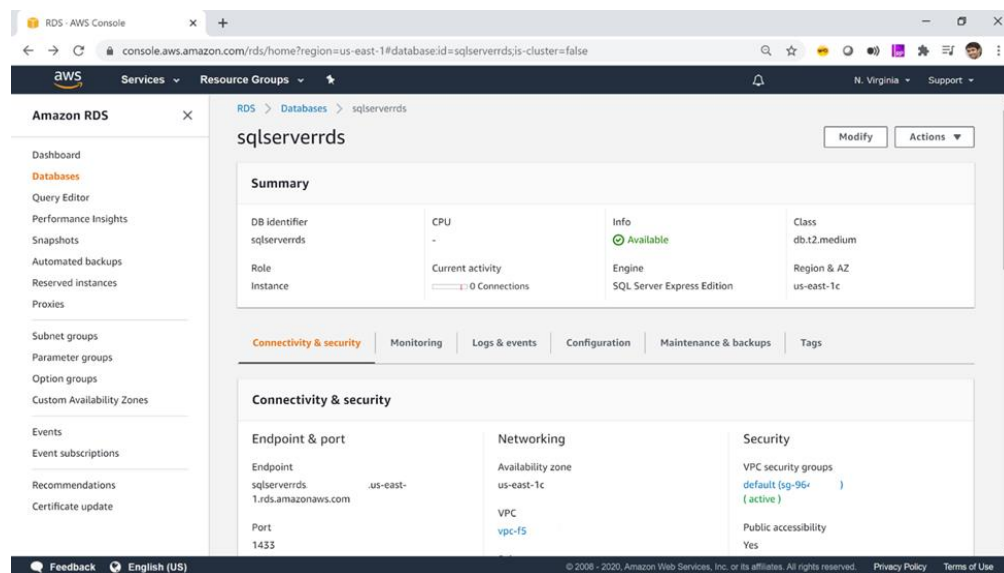 RDS - AWS Console
console.aws.amazon.com/rds/home?region=us-east-1#database:id=sqlserverrds;is-cluster=false
aws
Services
Resource Groups
N. Virginia
Support
Amazon RDS
Dashboard
Databases
Query Editor
Performance Insights
Snapshots
Automated backups
Reserved instances
Proxies
Subnet groups
Parameter groups
Option groups
Custom Availability Zones
Events
Event subscriptions
Recommendations
Certificate update
RDS > Databases > sqlserverrds
sqlserverrds
Modify
Actions
Summary
DB identifier
sqlserverrds
CPU
-
Info
Available
Class
db.t2.medium
Role
Instance
Current activity
0 Connections
Engine
SQL Server Express Edition
Region & AZ
us-east-1c
Connectivity & security
Monitoring
Logs & events
Configuration
Maintenance & backups
Tags
Connectivity & security
Endpoint & port
Endpoint
sqlserverrds .us-east-
1.rds.amazonaws.com
Port
1433
Networking
Availability zone
us-east-1c
VPC
vpc-f5
Security
VPC security groups
default (sg-964 )
( active )
Public accessibility
Yes
Feedback
English (US)
© 2008 - 2020, Amazon Web Services, Inc. or its affiliates. All rights reserved.
Privacy Policy
Terms of Use